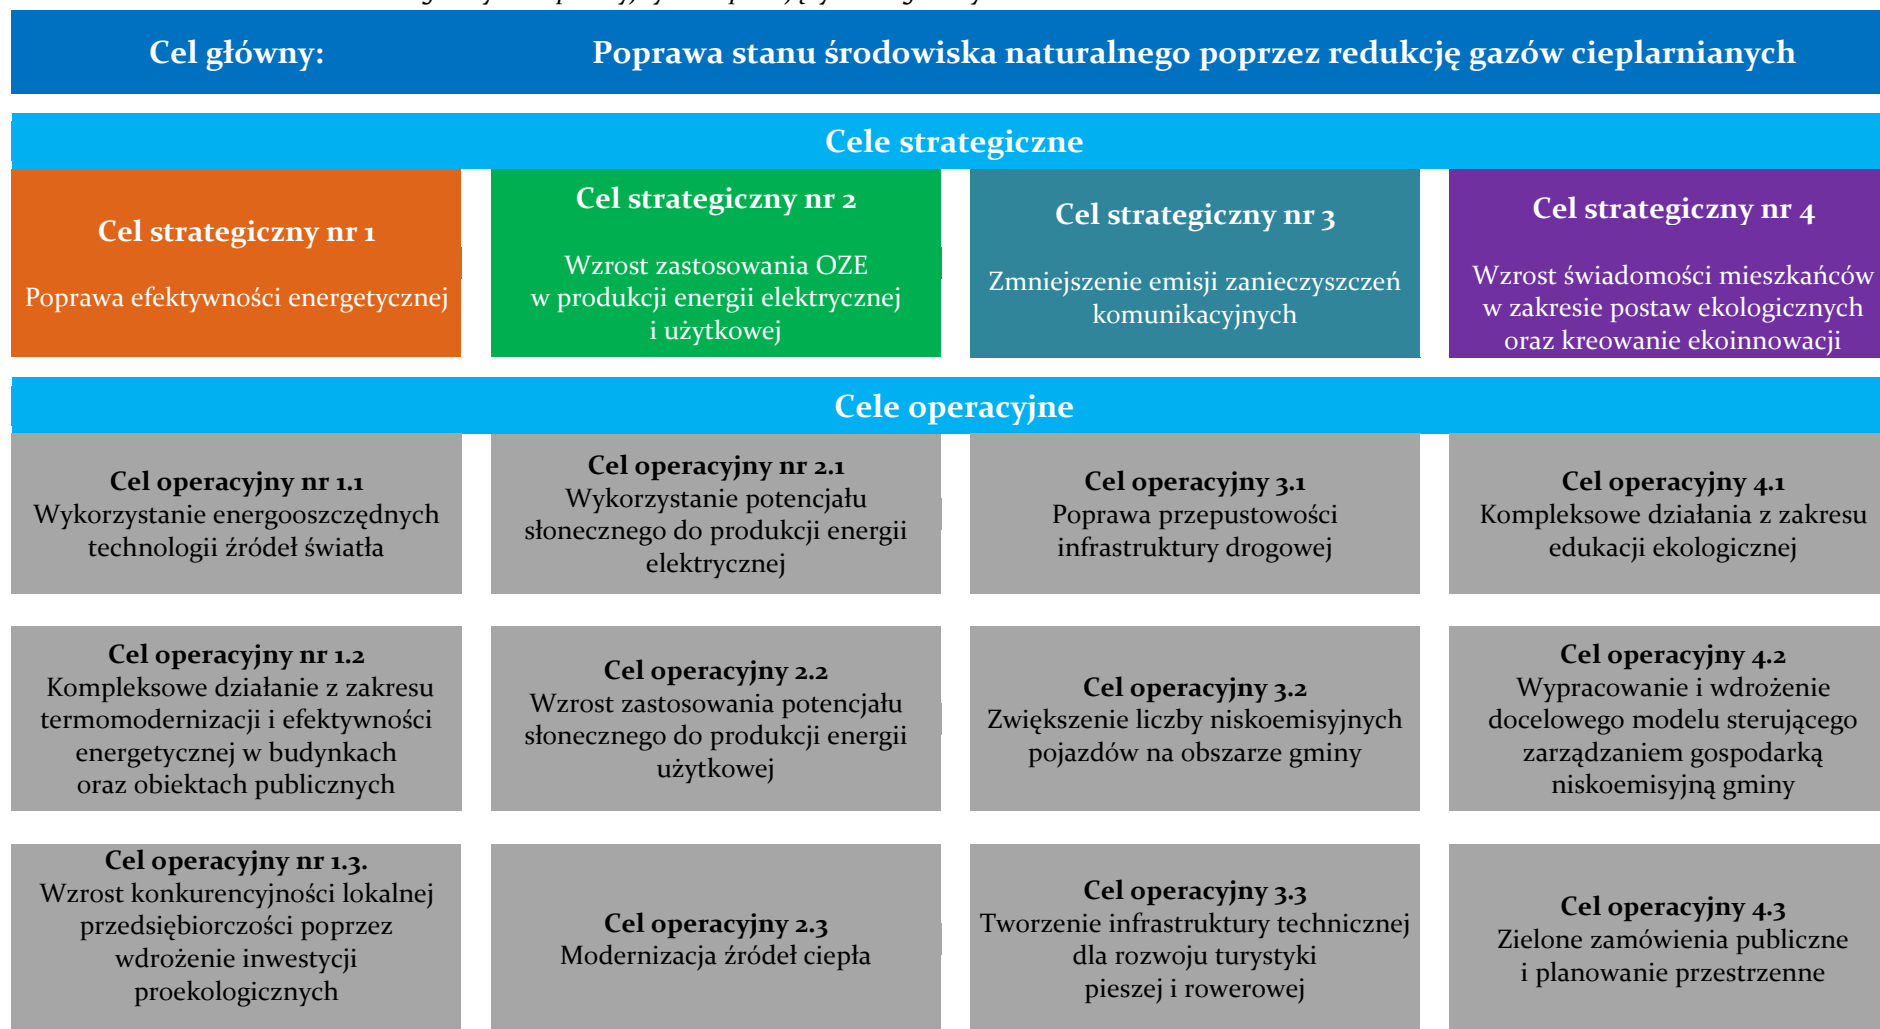 Cel główny: Poprawa stanu środowiska naturalnego poprzez redukcję gazów cieplarnianych
Cele strategiczne
Cel strategiczny nr 1
Poprawa efektywności energetycznej
Cel strategiczny nr 2
Wzrost zastosowania OZE
w produkcji energii elektrycznej
i użytkowej
Cel strategiczny nr 3
Zmniejszenie emisji zanieczyszczeń
komunikacyjnych
Cel strategiczny nr 4
Wzrost świadomości mieszkańców
w zakresie postaw ekologicznych
oraz kreowanie ekoinnowacji
Cele operacyjne
Cel operacyjny nr 1.1
Wykorzystanie energooszczędnych
technologii źródeł światła
Cel operacyjny nr 2.1
Wykorzystanie potencjału
słonecznego do produkcji energii
elektrycznej
Cel operacyjny 3.1
Poprawa przepustowości
infrastruktury drogowej
Cel operacyjny 4.1
Kompleksowe działania z zakresu
edukacji ekologicznej
Cel operacyjny nr 1.2
Kompleksowe działanie z zakresu
termomodernizacji i efektywności
energetycznej w budynkach
oraz obiektach publicznych
Cel operacyjny 2.2
Wzrost zastosowania potencjału
słonecznego do produkcji energii
użytkowej
Cel operacyjny 3.2
Zwiększenie liczby niskoemisyjnych
pojazdów na obszarze gminy
Cel operacyjny 4.2
Wypracowanie i wdrożenie
docelowego modelu sterującego
zarządzaniem gospodarką
niskoemisyjną gminy
Cel operacyjny nr 1.3.
Wzrost konkurencyjności lokalnej
przedsiębiorczości poprzez
wdrożenie inwestycji
proekologicznych
Cel operacyjny 2.3
Modernizacja źródeł ciepła
Cel operacyjny 3.3
Tworzenie infrastruktury technicznej
dla rozwoju turystyki
pieszej i rowerowej
Cel operacyjny 4.3
Zielone zamówienia publiczne
i planowanie przestrzenne